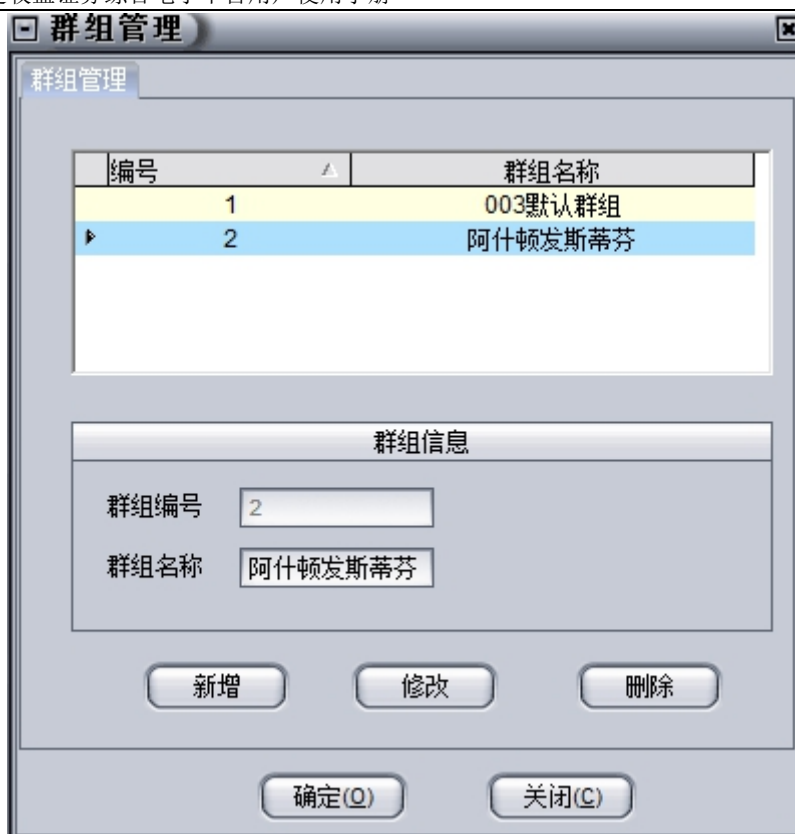 群组管理
群组管理
编号 群组名称
1 003默认群组
2 阿什顿发斯蒂芬
群组信息
群组编号 2
群组名称 阿什顿发斯蒂芬
新增 修改 删除
确定(O) 关闭(C)